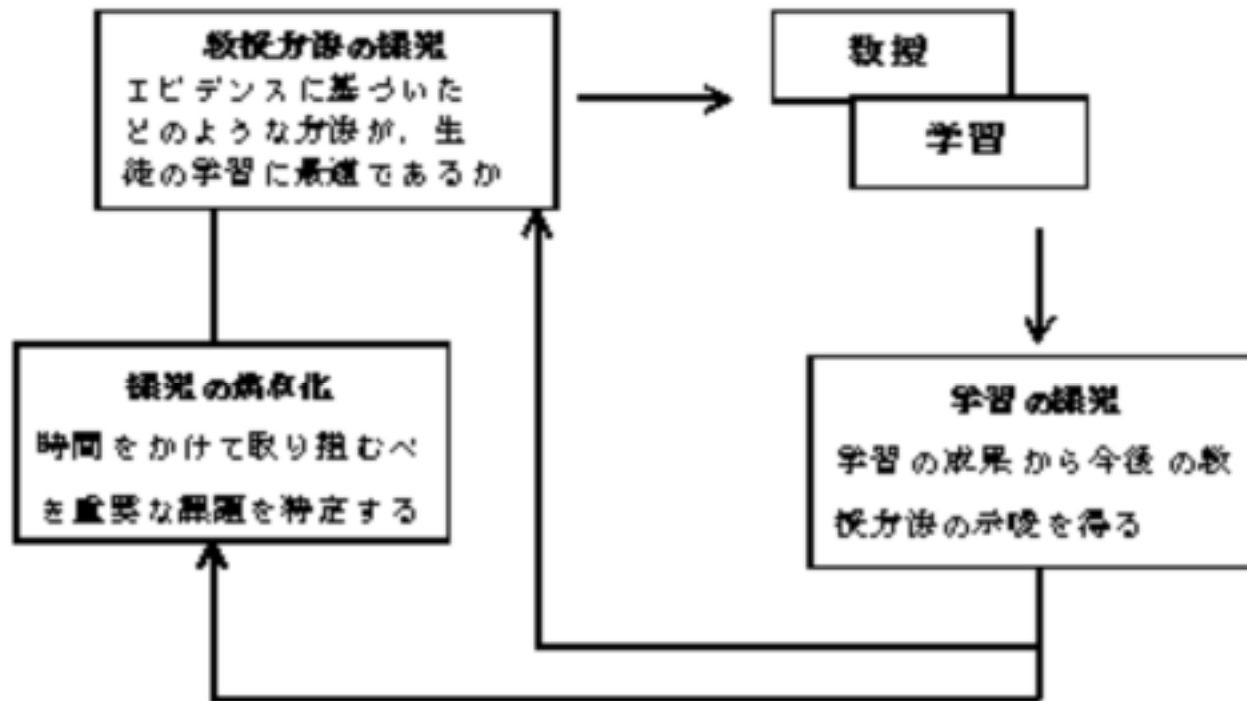 教授方法の探究
エビデンスに基づいた
どのような方法が、生
徒の学習に最適であるか
教授
学習
探究の焦点化
時間をかけて取り組むべ
き重要な課題を特定する
学習の探究
学習の成果から今後の教
授方法の示唆を得る